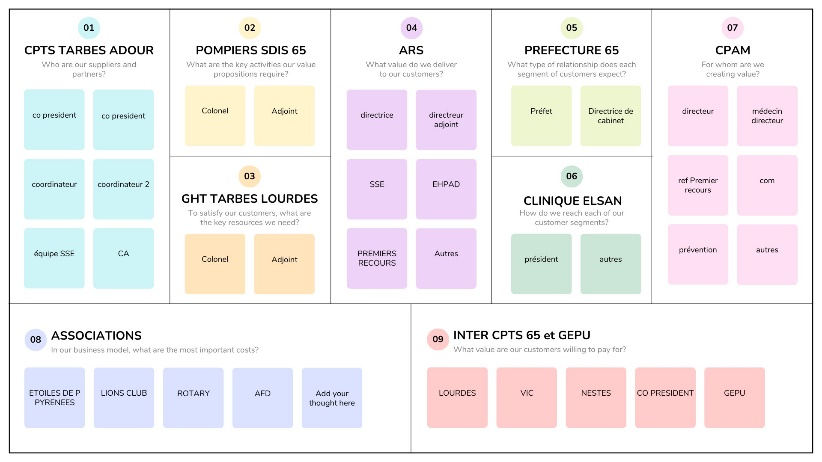 01
CPTS TARBES ADOUR
Who are our suppliers and
partners?
co president
co president
coordinateur
coordinateur 2
équipe SSE
CA
02
POMPIERS SDIS 65
What are the key activities our value
propositions require?
Colonel
Adjoint
03
GHT TARBES LOURDES
To satisfy our customers, what are
the key resources we need?
Colonel
Adjoint
04
ARS
What value do we deliver
to our customers?
directrice
directreur
adjoint
SSE
EHPAD
PREMIERS
RECOURS
Autres
05
PREFECTURE 65
What type of relationship does each
segment of customers expect?
Préfet
Directrice de
cabinet
06
CLINIQUE ELSAN
How do we reach each of our
customer segments?
président
autres
07
CPAM
For whom are we
creating value?
directeur
médecin
directeur
ref Premier
recours
com
prévention
autres
08
ASSOCIATIONS
In our business model, what are the most important costs?
ETOILES DE P
PYRENEES
LIONS CLUB
ROTARY
AFD
Add your
thought here
09
INTER CPTS 65 et GEPU
What value are our customers willing to pay for?
LOURDES
VIC
NESTES
CO PRESIDENT
GEPU